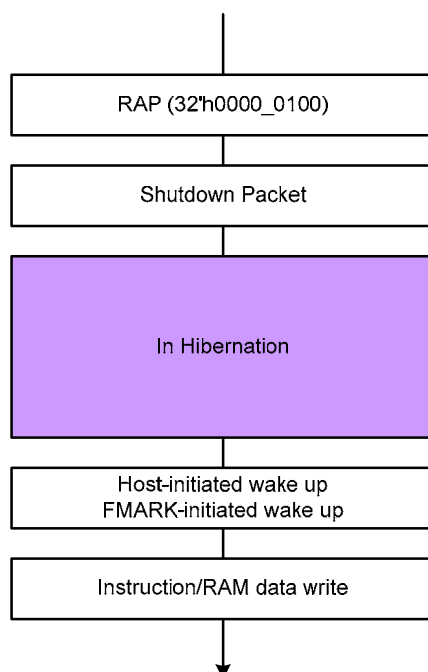 RAP (32'h0000_0100)
Shutdown Packet
In Hibernation
Host-initiated wake up
FMARK-initiated wake up
Instruction/RAM data write